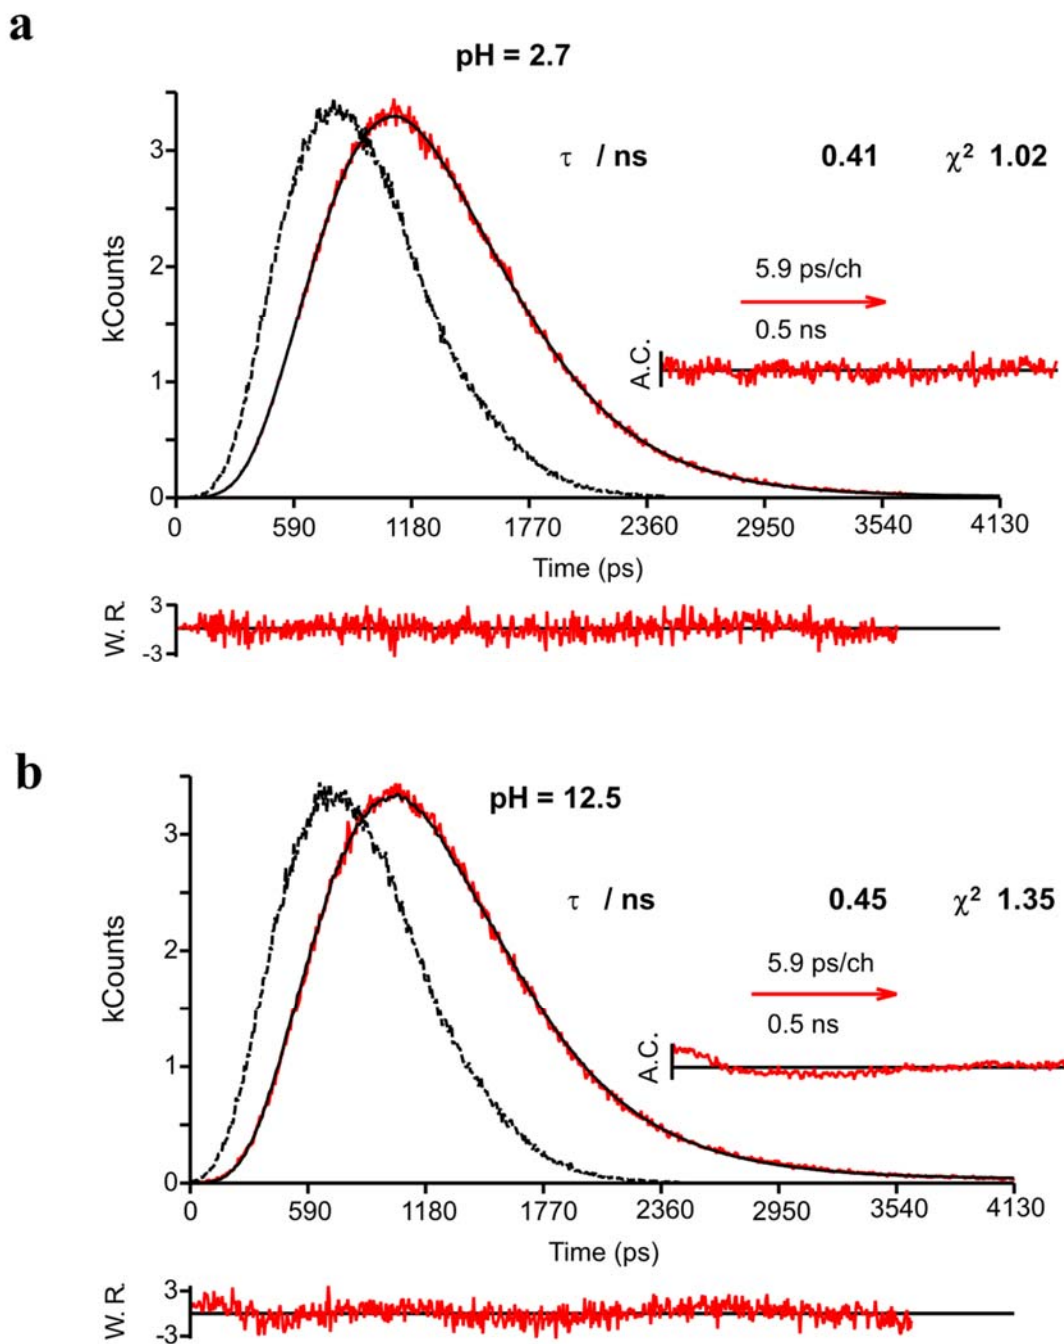 a
pH = 2.7
τ / ns 0.41 χ² 1.02
5.9 ps/ch
0.5 ns
A.C.
kCounts
3
2
1
0
0 590 1180 1770 2360 2950 3540 4130
Time (ps)
W. R.
3
-3
b
pH = 12.5
τ / ns 0.45 χ² 1.35
5.9 ps/ch
0.5 ns
A.C.
kCounts
3
2
1
0
0 590 1180 1770 2360 2950 3540 4130
Time (ps)
W. R.
3
-3